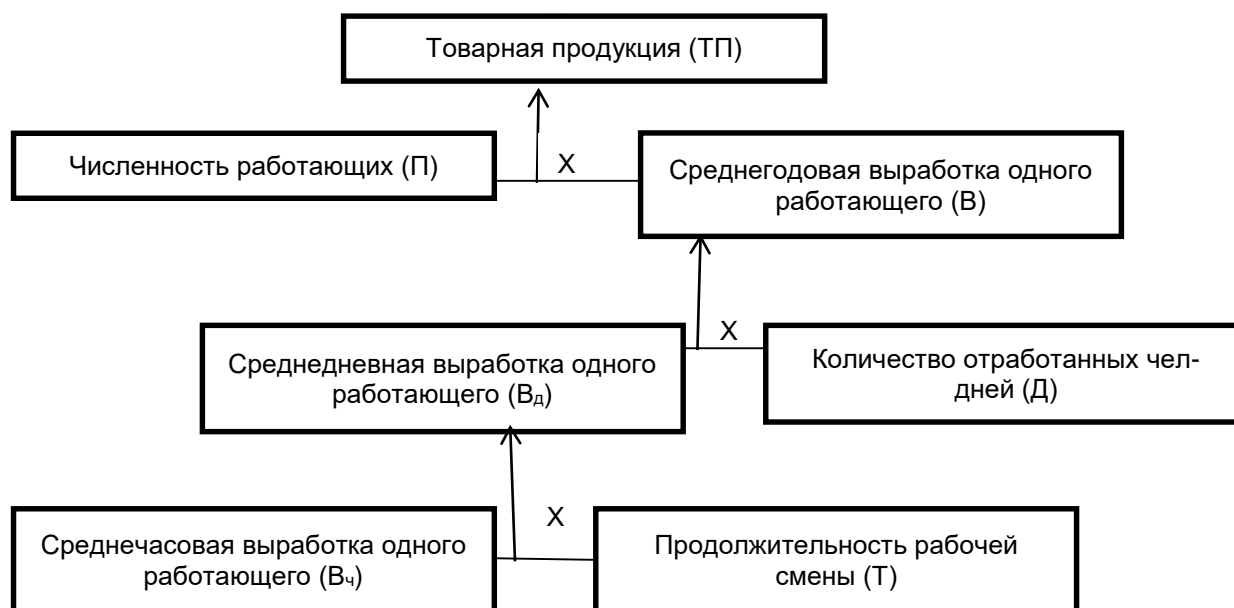 Товарная продукция (ТП)
Численность работающих (П)
X
Среднегодовая выработка одного
работающего (В)
Среднедневная выработка одного
работающего (Вд)
X
Количество отработанных чел-
дней (Д)
Среднечасовая выработка одного
работающего (Вч)
X
Продолжительность рабочей
смены (Т)